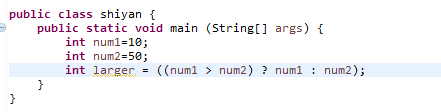 public class shiyan {
    public static void main (String[] args) {
        int num1=10;
        int num2=50;
        int larger = ((num1 > num2) ? num1 : num2);
    }
}